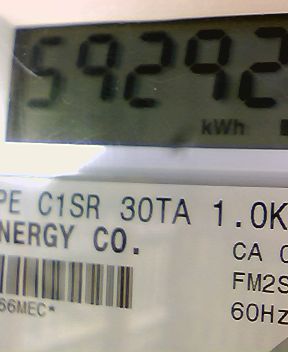 59292
kWh
PE C1SR 30TA 1.0K
NERGY CO.
CA
FM2S
66MEC*
60Hz